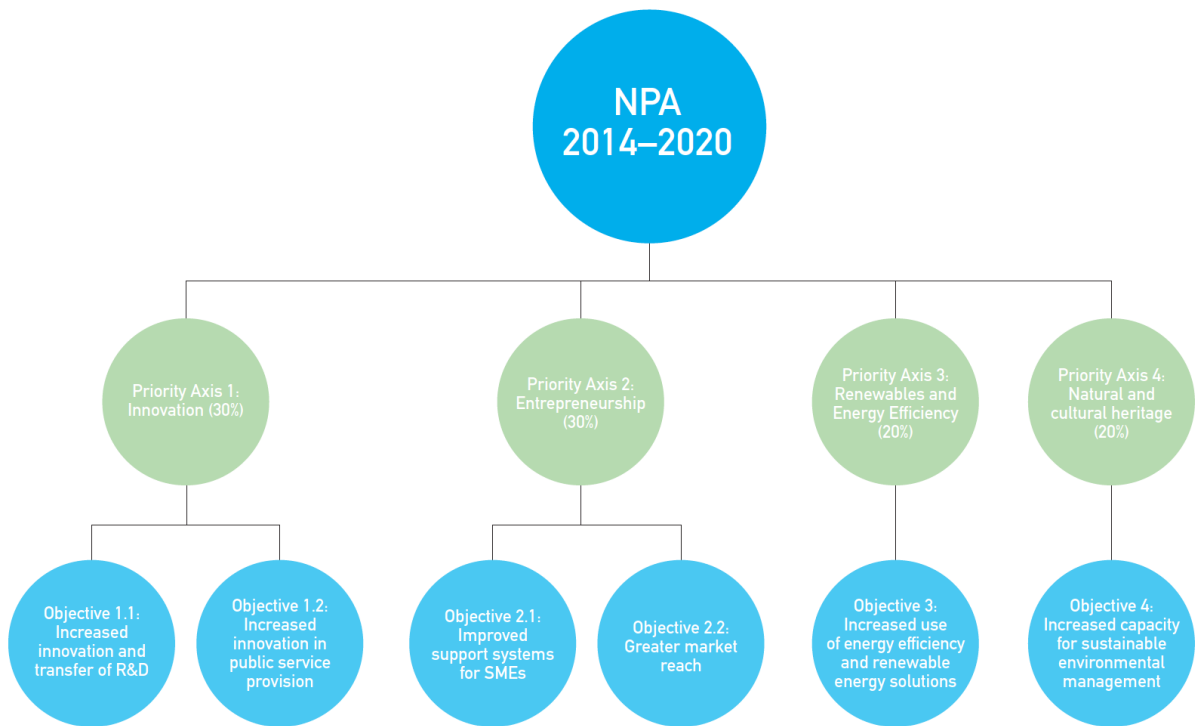 NPA
2014–2020
Priority Axis 1:
Innovation (30%)
Priority Axis 2:
Entrepreneurship
(30%)
Priority Axis 3:
Renewables and
Energy Efficiency
(20%)
Priority Axis 4:
Natural and
cultural heritage
(20%)
Objective 1.1:
Increased
innovation and
transfer of R&D
Objective 1.2:
Increased
innovation in
public service
provision
Objective 2.1:
Improved
support systems
for SMEs
Objective 2.2:
Greater market
reach
Objective 3:
Increased use
of energy efficiency
and renewable
energy solutions
Objective 4:
Increased capacity
for sustainable
environmental
management